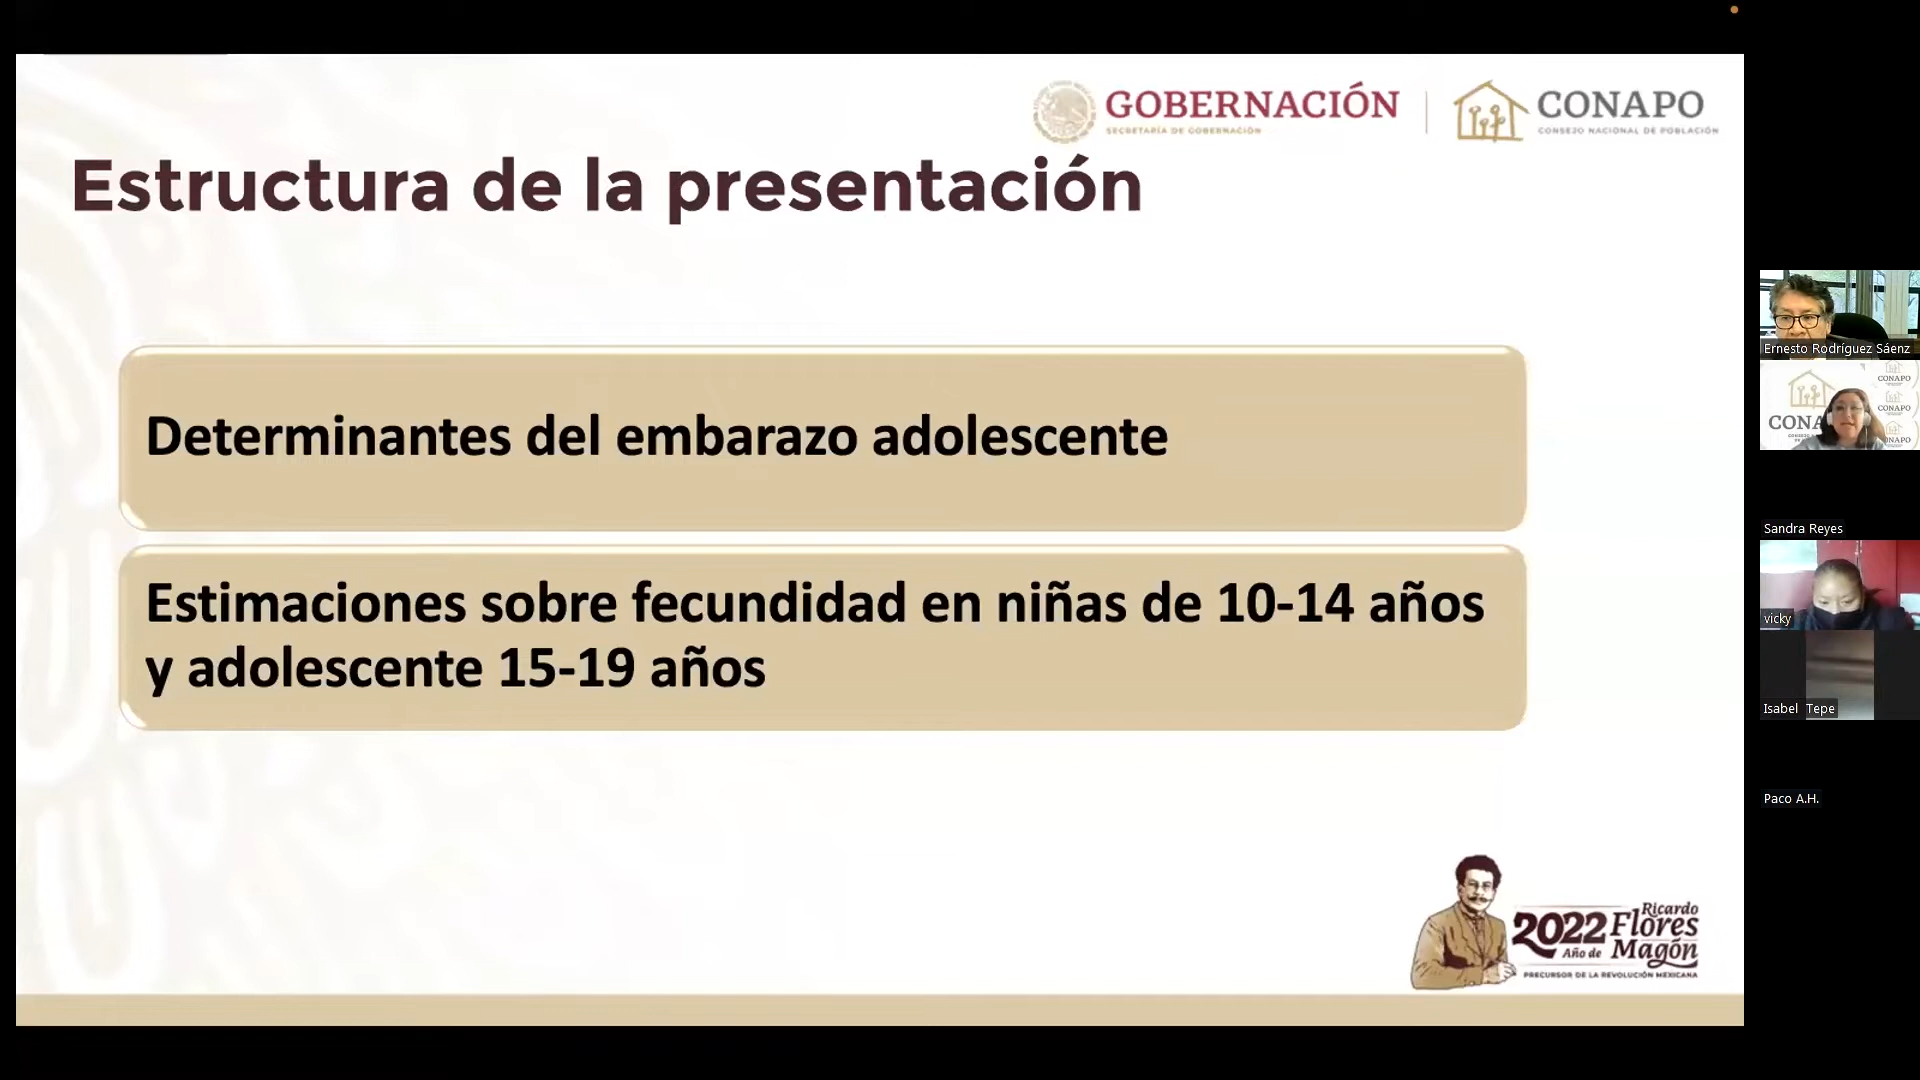 GOBERNACIÓN
SECRETARÍA DE GOBERNACIÓN
CONAPO
CONSEJO NACIONAL DE POBLACIÓN
Estructura de la presentación
Determinantes del embarazo adolescente
Estimaciones sobre fecundidad en niñas de 10-14 años
y adolescente 15-19 años
2022 Ricardo
Año de Flores
Magón
PRECURSOR DE LA REVOLUCIÓN MEXICANA
Ernesto Rodríguez Sáenz
CONAPO
CONA
CONAPO
Sandra Reyes
vicky
Isabel Tepe
Paco A.H.